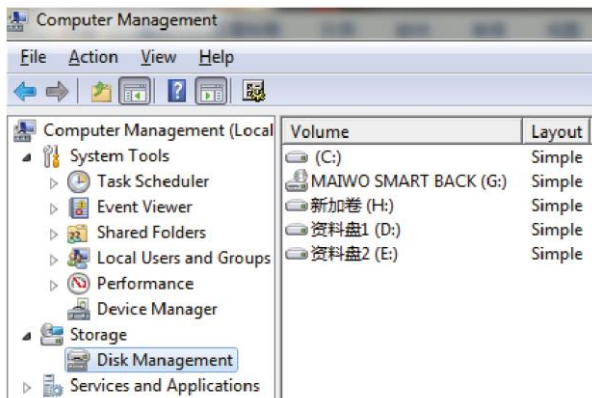 Computer Management
File Action View Help
Computer Management (Local
System Tools
Task Scheduler
Event Viewer
Shared Folders
Local Users and Groups
Performance
Device Manager
Storage
Disk Management
Services and Applications
Volume Layout
(C:) Simple
MAIWO SMART BACK (G:) Simple
新加卷 (H:) Simple
资料盘1 (D:) Simple
资料盘2 (E:) Simple